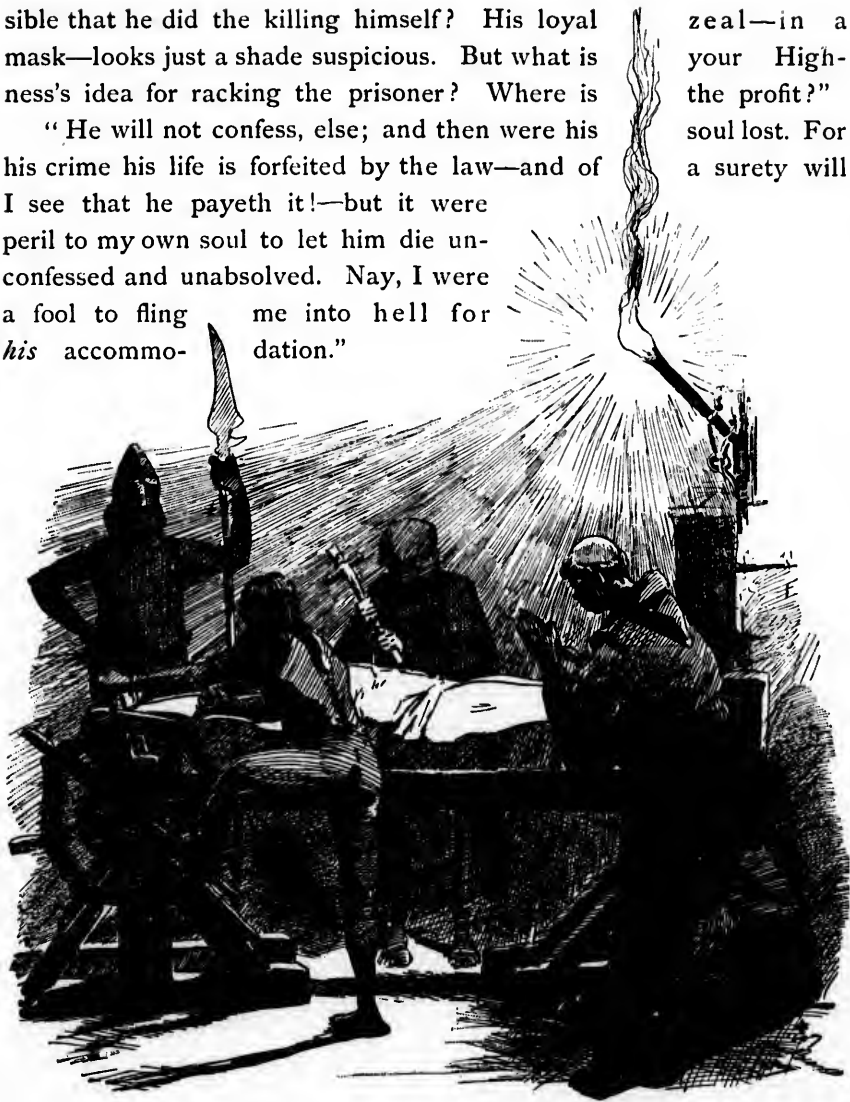 sible that he did the killing himself? His loyal zeal—in a
mask—looks just a shade suspicious. But what is your High-
ness's idea for racking the prisoner? Where is the profit?"
"He will not confess, else; and then were his soul lost. For
his crime his life is forfeited by the law—and of a surety will
I see that he payeth it!—but it were
peril to my own soul to let him die un-
confessed and unabsolved. Nay, I were
a fool to fling me into hell for
his accommo- dation."